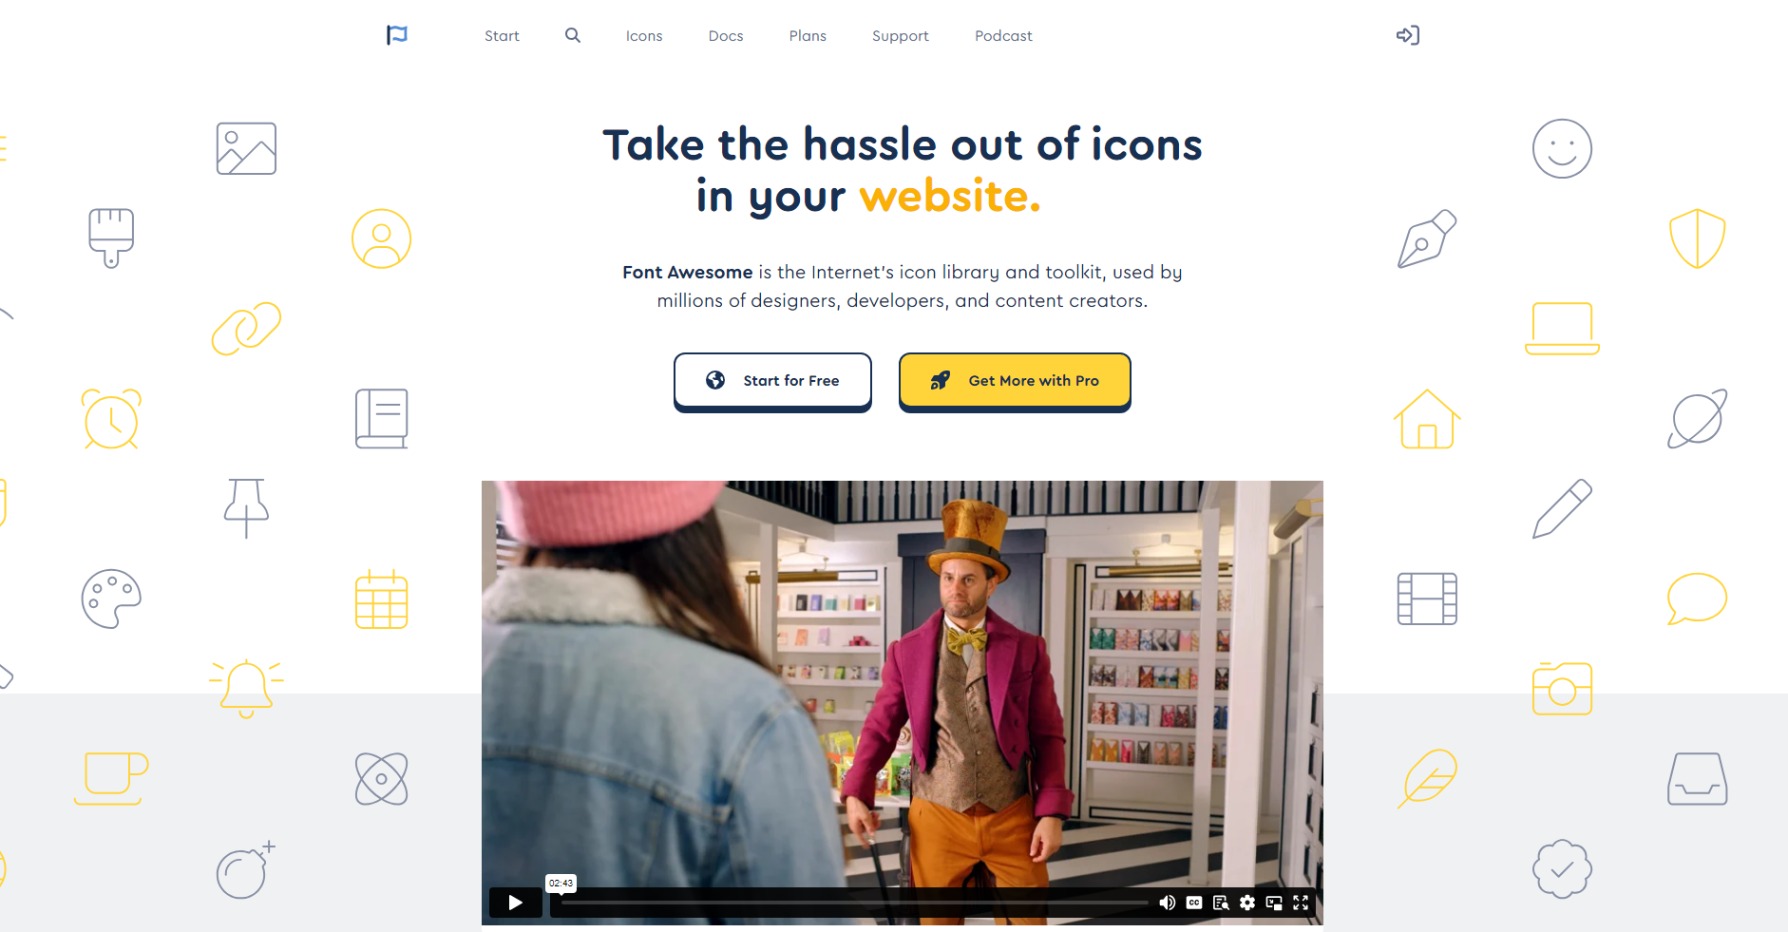 Start Icons Docs Plans Support Podcast
Take the hassle out of icons
in your website.
Font Awesome is the Internet's icon library and toolkit, used by
millions of designers, developers, and content creators.
Start for Free
Get More with Pro
02:43
CC